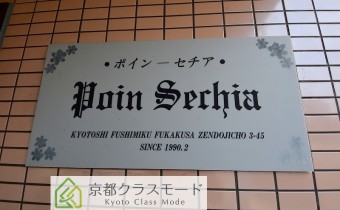 ・ポイン―セチア・
Poin Sechia
KYOTOSHI FUSHIMIKU FUKAKUSA ZENDOJICHO 3-45
SINCE 1990.2
京都クラスモード
Kyoto Class Mode